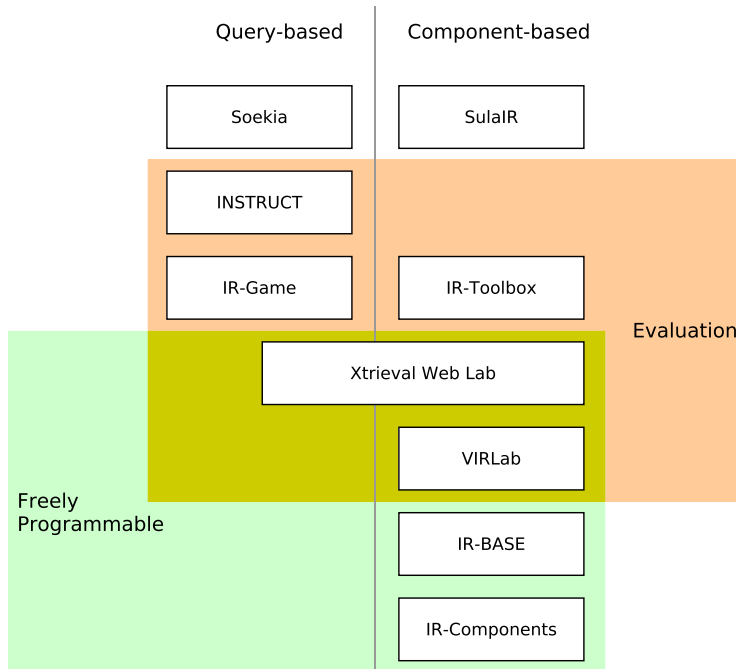 Query-based
Component-based
Soekia
SulaIR
INSTRUCT
IR-Game
IR-Toolbox
Evaluation
Xtrieval Web Lab
VIRLab
Freely
Programmable
IR-BASE
IR-Components